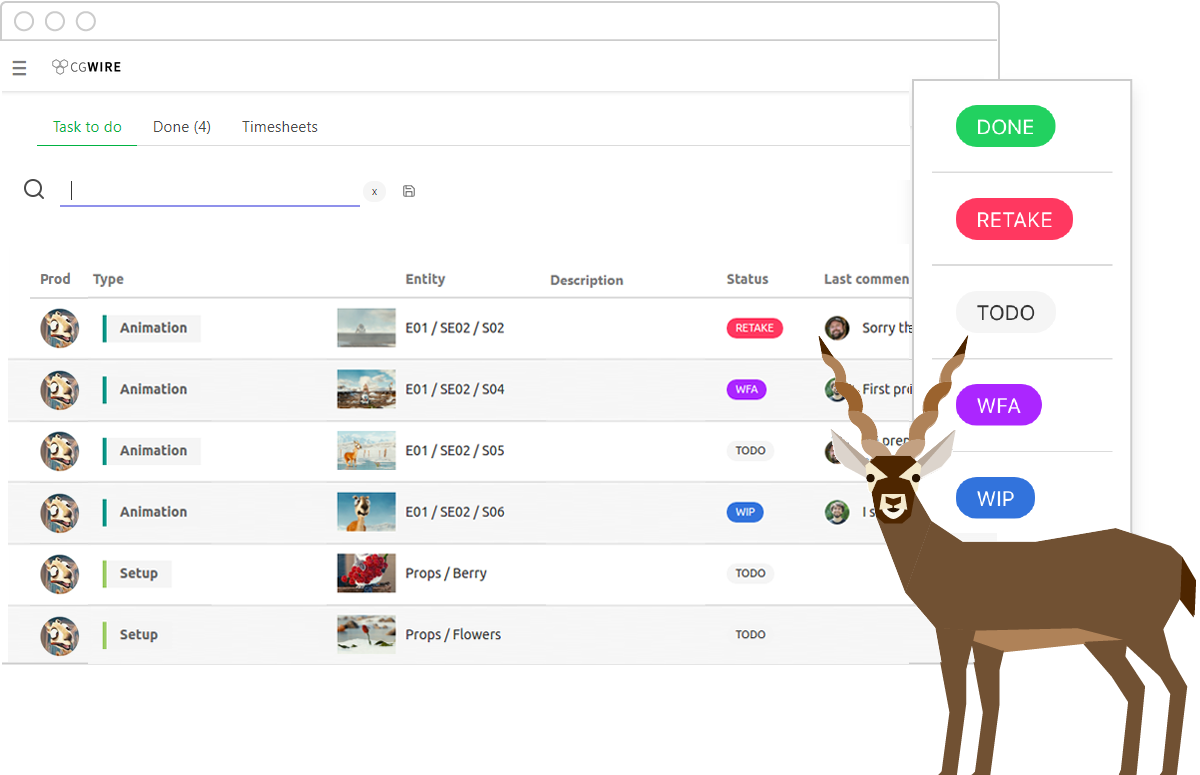 CGWIRE
Task to do Done (4) Timesheets
x
Prod Type Entity Description Status Last commen
Animation E01 / SE02 / S02 RETAKE Sorry th
Animation E01 / SE02 / S04 WFA First pre
Animation E01 / SE02 / S05 TODO prep
Animation E01 / SE02 / S06 WIP I s
Setup Props / Berry TODO
Setup Props / Flowers TODO
DONE
RETAKE
TODO
WFA
WIP